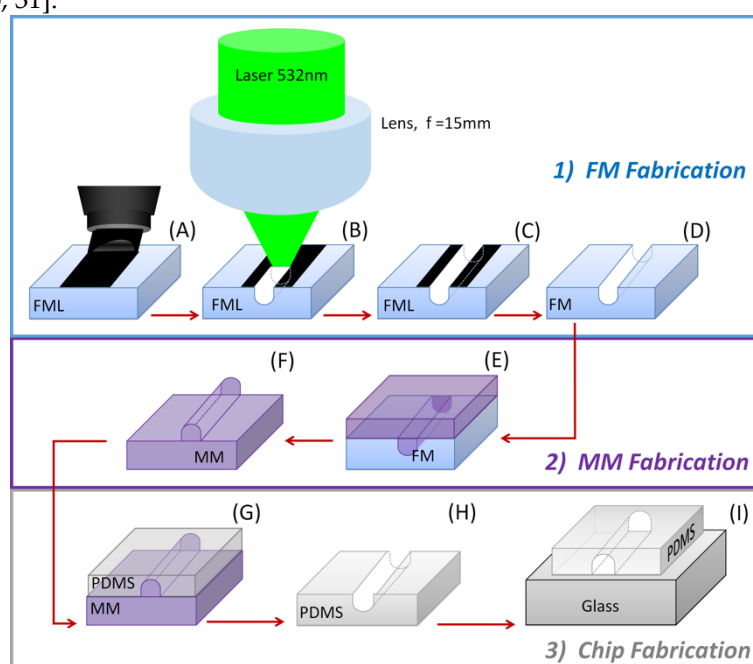 , 31].
Laser 532nm
Lens, f =15mm
1) FM Fabrication
(A)
(B)
(C)
(D)
FML
FML
FML
FM
(F)
(E)
MM
FM
2) MM Fabrication
(G)
(H)
(I)
PDMS
MM
PDMS
PDMS
Glass
3) Chip Fabrication